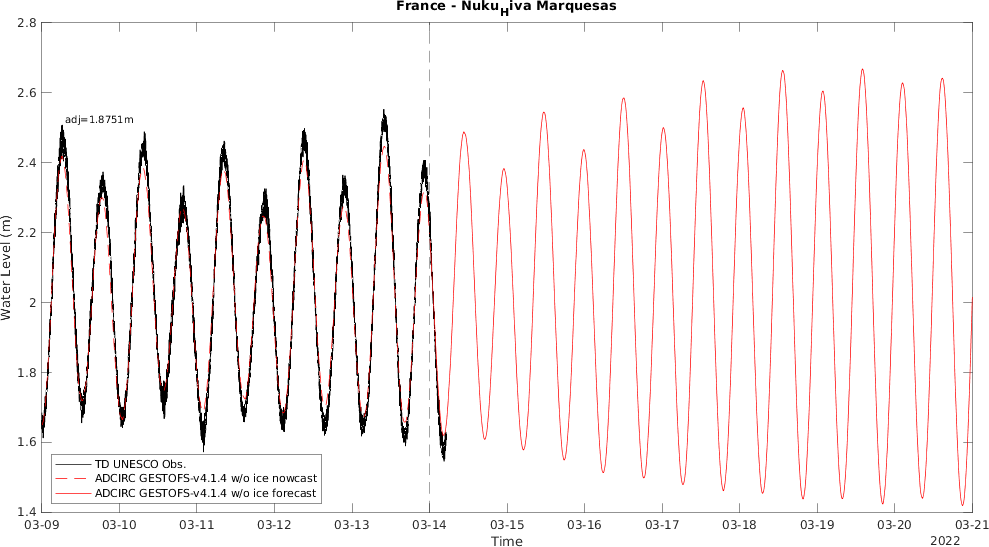 France - Nuku_Hiva Marquesas
2.8
2.6
2.4
2.2
2
1.8
1.6
1.4
Water Level (m)
adj=1.8751m
TD UNESCO Obs.
ADCIRC GESTOFS-v4.1.4 w/o ice nowcast
ADCIRC GESTOFS-v4.1.4 w/o ice forecast
03-09 03-10 03-11 03-12 03-13 03-14 03-15 03-16 03-17 03-18 03-19 03-20 03-21
Time
2022